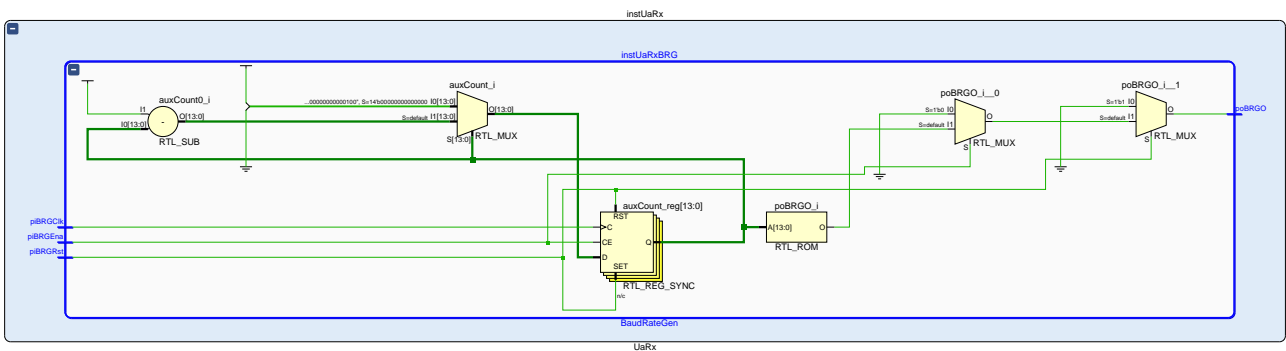 instUaRx
instUaRxBRG
auxCount_i
poBRGO_i__0
poBRGO_i__1
auxCount0_i
...00000000000100", S=14'b00000000000000 I0[13:0]
O[13:0]
S=1'b0 I0
S=1'b1 I0
I1
O
O
poBRGO
I0[13:0]
O[13:0]
S=default I1[13:0]
S=default I1
S=default I1
RTL_SUB
S[13:0]
RTL_MUX
S
RTL_MUX
S
RTL_MUX
auxCount_reg[13:0]
poBRGO_i
RST
piBRGClk
C
A[13:0]
O
piBRGEna
CE
Q
RTL_ROM
piBRGRst
D
SET
RTL_REG_SYNC
n/c
BaudRateGen
UaRx